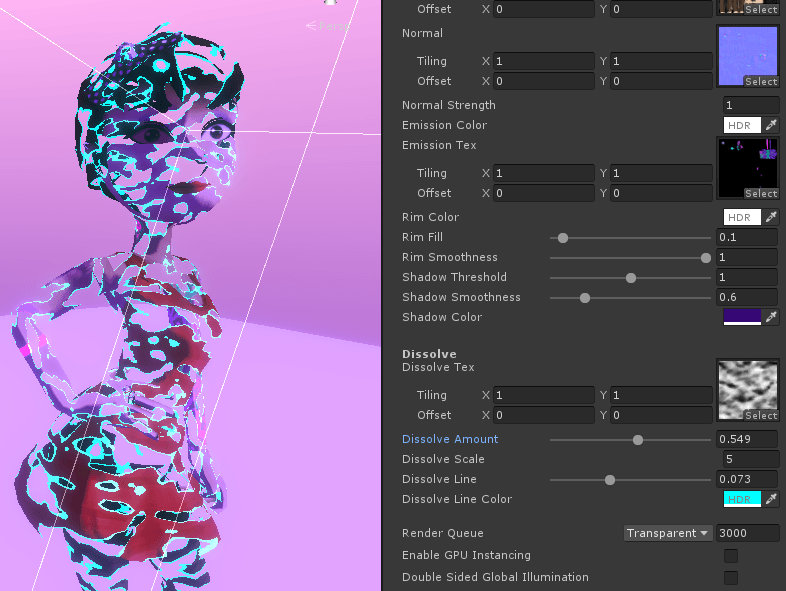 Offset X 0 Y 0 Select
Normal
Tiling X 1 Y 1
Offset X 0 Y 0 Select
Normal Strength 1
Emission Color HDR
Emission Tex
Tiling X 1 Y 1
Offset X 0 Y 0 Select
Rim Color HDR
Rim Fill 0.1
Rim Smoothness 1
Shadow Threshold 1
Shadow Smoothness 0.6
Shadow Color
Dissolve
Dissolve Tex
Tiling X 1 Y 1
Offset X 0 Y 0 Select
Dissolve Amount 0.549
Dissolve Scale 5
Dissolve Line 0.073
Dissolve Line Color HDR
Render Queue Transparent 3000
Enable GPU Instancing
Double Sided Global Illumination